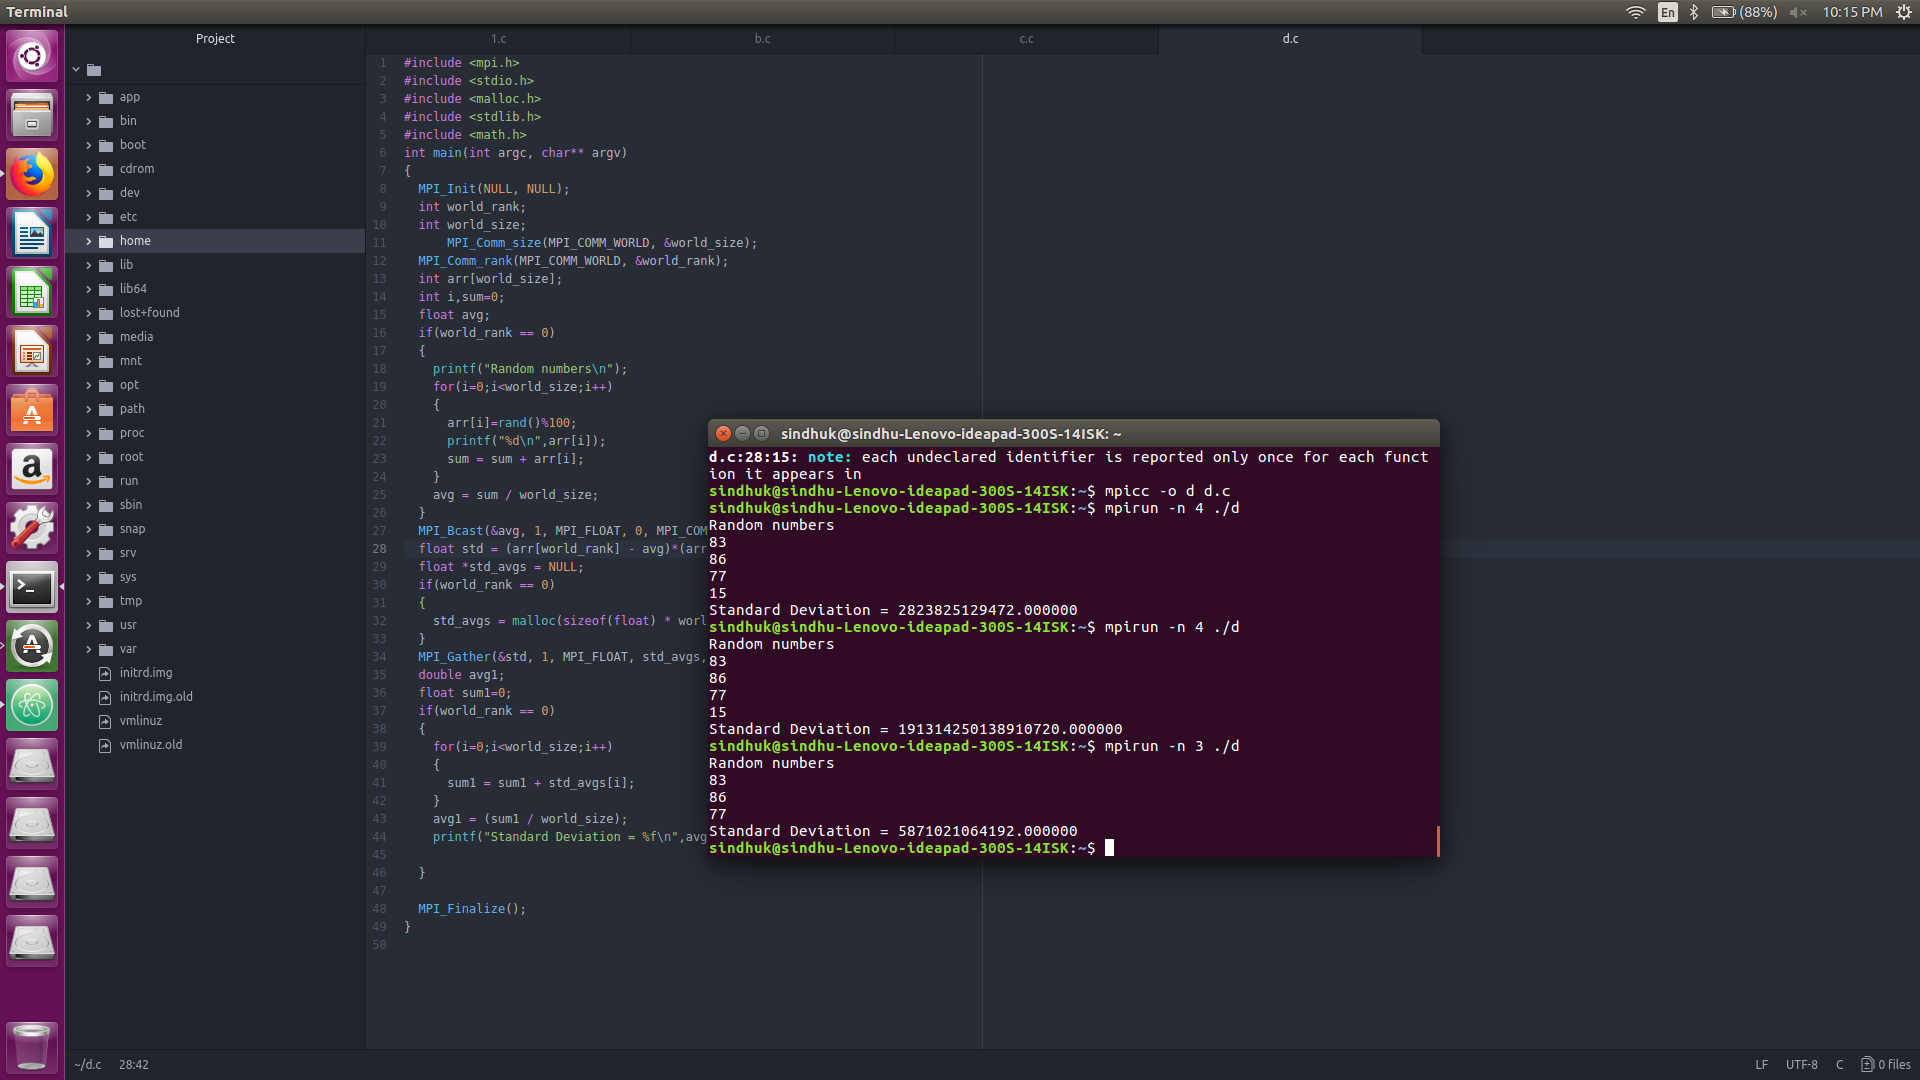 Terminal
En
(88%)
10:15 PM
Project
1.c
b.c
c.c
d.c
app
bin
boot
cdrom
dev
etc
home
lib
lib64
lost+found
media
mnt
opt
path
proc
root
run
sbin
snap
srv
sys
tmp
usr
var
initrd.img
initrd.img.old
vmlinuz
vmlinuz.old
1 #include <mpi.h>
2 #include <stdio.h>
3 #include <malloc.h>
4 #include <stdlib.h>
5 #include <math.h>
6 int main(int argc, char** argv)
7 {
8 MPI_Init(NULL, NULL);
9 int world_rank;
10 int world_size;
11 MPI_Comm_size(MPI_COMM_WORLD, &world_size);
12 MPI_Comm_rank(MPI_COMM_WORLD, &world_rank);
13 int arr[world_size];
14 int i,sum=0;
15 float avg;
16 if(world_rank == 0)
17 {
18 printf("Random numbers\n");
19 for(i=0;i<world_size;i++)
20 {
21 arr[i]=rand()%100;
22 printf("%d\n",arr[i]);
23 sum = sum + arr[i];
24 }
25 avg = sum / world_size;
26 }
27 MPI_Bcast(&avg, 1, MPI_FLOAT, 0, MPI_COM
28 float std = (arr[world_rank] - avg)*(arr
29 float *std_avgs = NULL;
30 if(world_rank == 0)
31 {
32 std_avgs = malloc(sizeof(float) * worl
33 }
34 MPI_Gather(&std, 1, MPI_FLOAT, std_avgs,
35 double avg1;
36 float sum1=0;
37 if(world_rank == 0)
38 {
39 for(i=0;i<world_size;i++)
40 {
41 sum1 = sum1 + std_avgs[i];
42 }
43 avg1 = (sum1 / world_size);
44 printf("Standard Deviation = %f\n",avg
45
46 }
47
48 MPI_Finalize();
49 }
50
sindhuk@sindhu-Lenovo-ideapad-300S-14ISK: ~
d.c:28:15: note: each undeclared identifier is reported only once for each funct
ion it appears in
sindhuk@sindhu-Lenovo-ideapad-300S-14ISK:~$ mpicc -o d d.c
sindhuk@sindhu-Lenovo-ideapad-300S-14ISK:~$ mpirun -n 4 ./d
Random numbers
83
86
77
15
Standard Deviation = 2823825129472.000000
sindhuk@sindhu-Lenovo-ideapad-300S-14ISK:~$ mpirun -n 4 ./d
Random numbers
83
86
77
15
Standard Deviation = 191314250138910720.000000
sindhuk@sindhu-Lenovo-ideapad-300S-14ISK:~$ mpirun -n 3 ./d
Random numbers
83
86
77
Standard Deviation = 5871021064192.000000
sindhuk@sindhu-Lenovo-ideapad-300S-14ISK:~$
~/d.c
28:42
LF
UTF-8
C
0 files